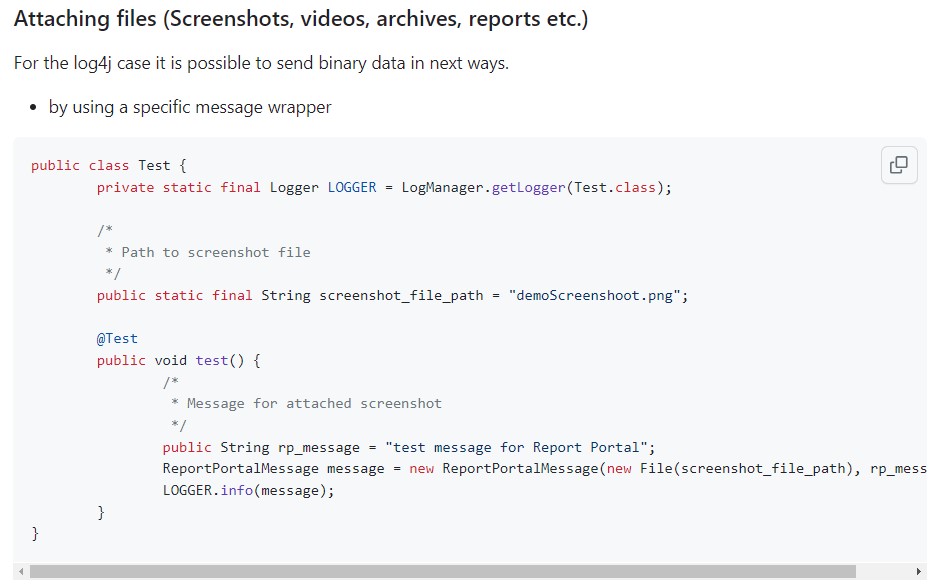 Attaching files (Screenshots, videos, archives, reports etc.)
For the log4j case it is possible to send binary data in next ways.
• by using a specific message wrapper
public class Test {
        private static final Logger LOGGER = LogManager.getLogger(Test.class);

        /*
         * Path to screenshot file
         */
        public static final String screenshot_file_path = "demoScreenshoot.png";

        @Test
        public void test() {
                /*
                 * Message for attached screenshot
                 */
                public String rp_message = "test message for Report Portal";
                ReportPortalMessage message = new ReportPortalMessage(new File(screenshot_file_path), rp_mess
                LOGGER.info(message);
        }
}